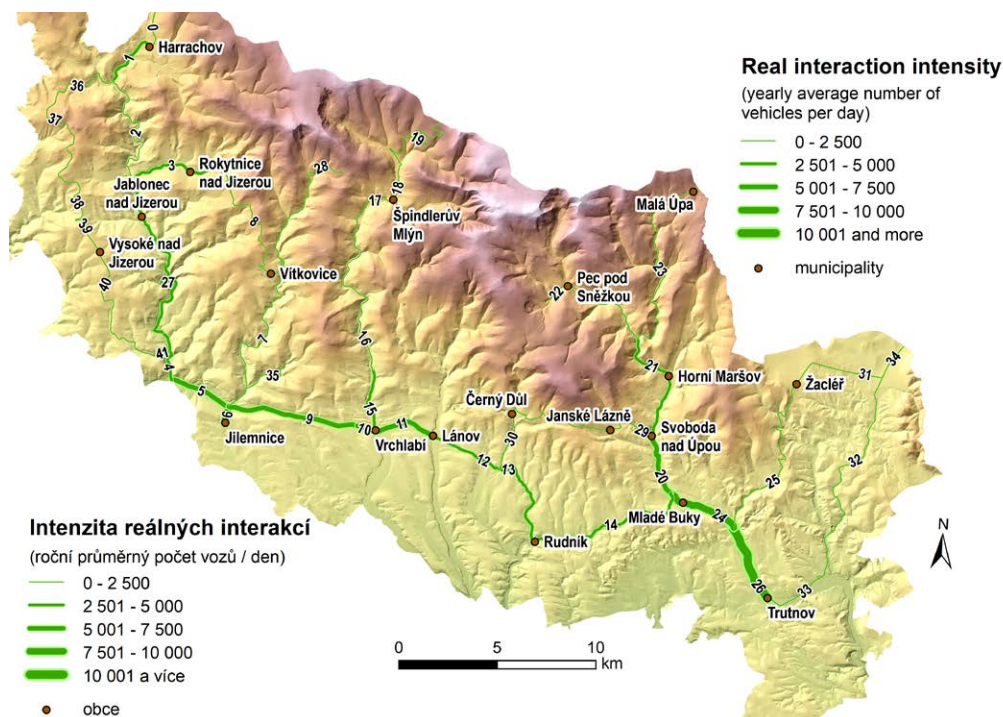 0
Harrachov
1
36
37
2
3
Rokytnice
nad Jizerou
Jablonec
nad Jizerou
38
39
Vysoké nad
Jizerou
40
27
8
28
Vítkovice
7
41
4
35
5
6
Jilemnice
9
19
18
17
Špindlerův
Mlýn
16
15
10
Vrchlabí
11
Lánov
12
13
30
Černý Důl
Janské Lázně
29
Svoboda
nad Úpou
Malá Úpa
23
22
Pec pod
Sněžkou
21
Horní Maršov
20
Mladé Buky
14
Rudník
24
26
Trutnov
25
Žacléř
31
34
32
33
Real interaction intensity
(yearly average number of
vehicles per day)
0 - 2 500
2 501 - 5 000
5 001 - 7 500
7 501 - 10 000
10 001 and more
municipality
Intenzita reálných interakcí
(roční průměrný počet vozů / den)
0 - 2 500
2 501 - 5 000
5 001 - 7 500
7 501 - 10 000
10 001 a více
obce
0 5 10
km
N